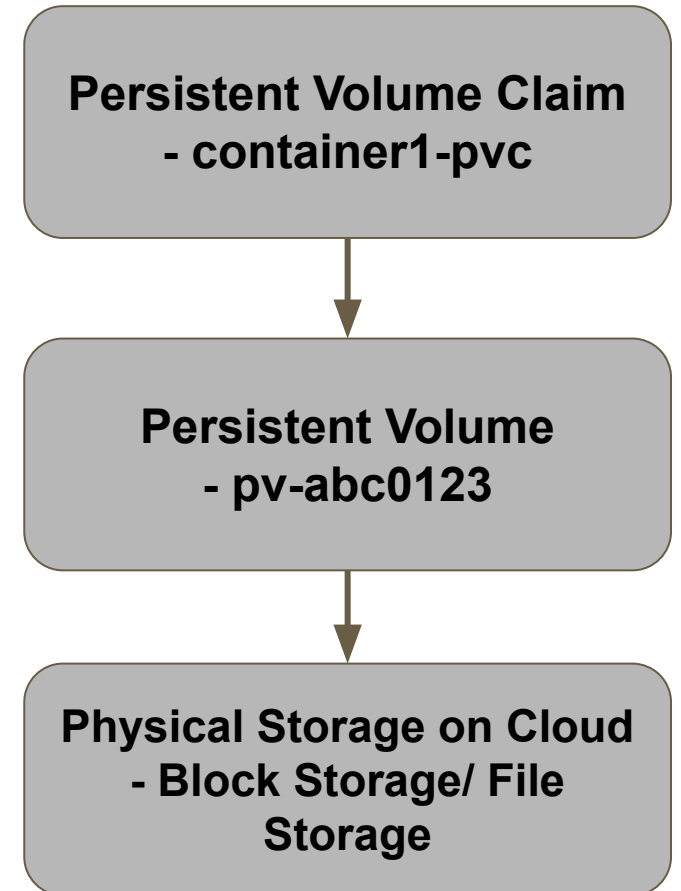 Persistent Volume Claim
- container1-pvc
Persistent Volume
- pv-abc0123
Physical Storage on Cloud
- Block Storage/ File
Storage